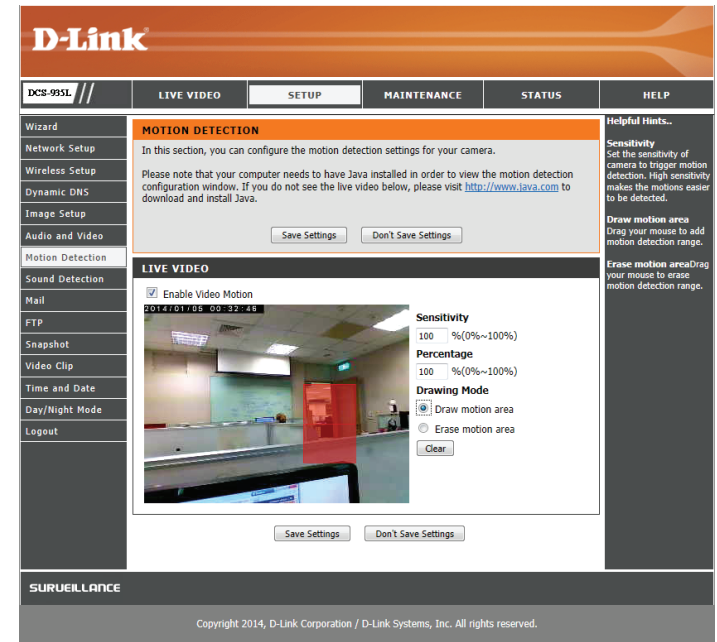 D-Link
DCS-935L
LIVE VIDEO
SETUP
MAINTENANCE
STATUS
HELP
Wizard
Network Setup
Wireless Setup
Dynamic DNS
Image Setup
Audio and Video
Motion Detection
Sound Detection
Mail
FTP
Snapshot
Video Clip
Time and Date
Day/Night Mode
Logout
MOTION DETECTION
In this section, you can configure the motion detection settings for your camera.
Please note that your computer needs to have Java installed in order to view the motion detection
configuration window. If you do not see the live video below, please visit http://www.java.com to
download and install Java.
Save Settings
Don't Save Settings
LIVE VIDEO
Enable Video Motion
2014/01/05 00:32:46
Sensitivity
100 %(0%~100%)
Percentage
100 %(0%~100%)
Drawing Mode
Draw motion area
Erase motion area
Clear
Save Settings
Don't Save Settings
Helpful Hints..
Sensitivity
Set the sensitivity of
camera to trigger motion
detection. High sensitivity
makes the motions easier
to be detected.
Draw motion area
Drag your mouse to add
motion detection range.
Erase motion areaDrag
your mouse to erase
motion detection range.
SURVEILLANCE
Copyright 2014, D-Link Corporation / D-Link Systems, Inc. All rights reserved.